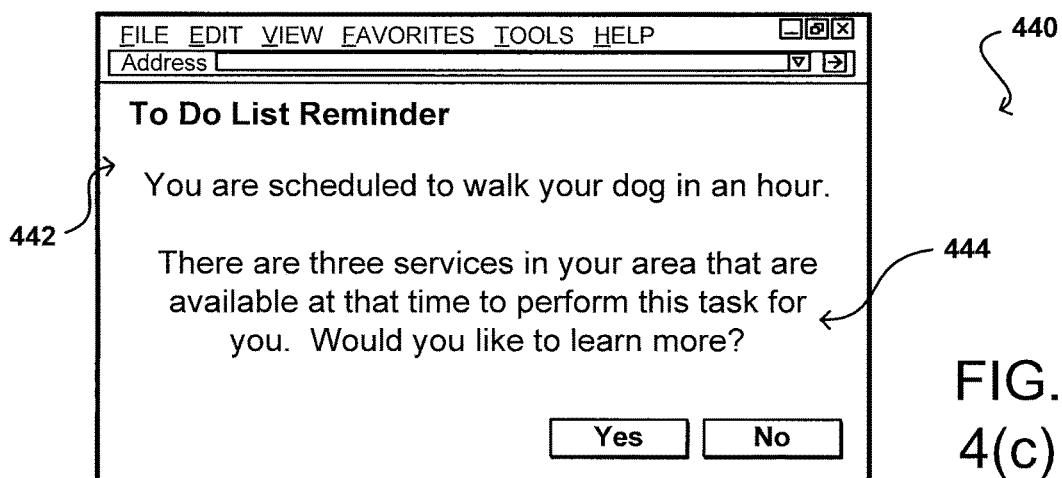 FILE EDIT VIEW FAVORITES TOOLS HELP
440
Address
To Do List Reminder
You are scheduled to walk your dog in an hour.
442
There are three services in your area that are
444
available at that time to perform this task for
you. Would you like to learn more?
Yes No
FIG.
4(c)